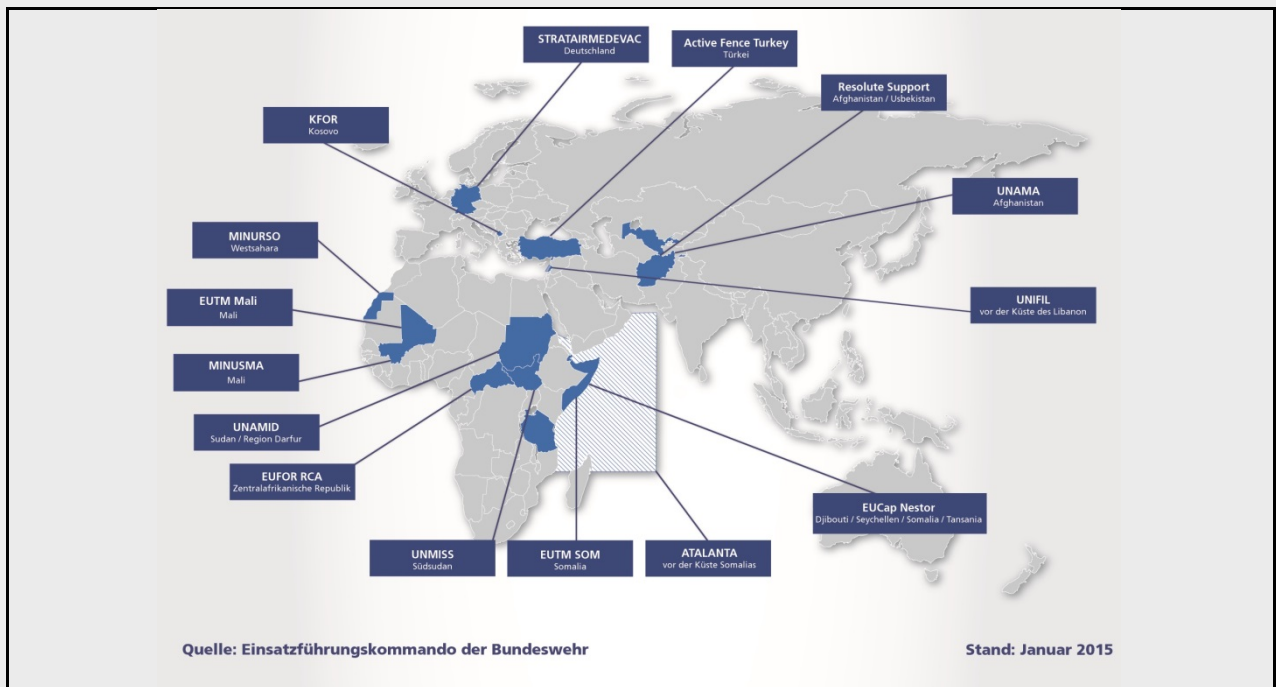 STRATAIRMEDEVAC
Deutschland
Active Fence Turkey
Türkei
Resolute Support
Afghanistan / Usbekistan
KFOR
Kosovo
UNAMA
Afghanistan
MINURSO
Westsahara
EUTM Mali
Mali
UNIFIL
vor der Küste des Libanon
MINUSMA
Mali
UNAMID
Sudan / Region Darfur
EUFOR RCA
Zentralafrikanische Republik
EUCap Nestor
Djibouti / Seychellen / Somalia / Tansania
UNMISS
Südsudan
EUTM SOM
Somalia
ATALANTA
vor der Küste Somalias
Quelle: Einsatzführungskommando der Bundeswehr
Stand: Januar 2015